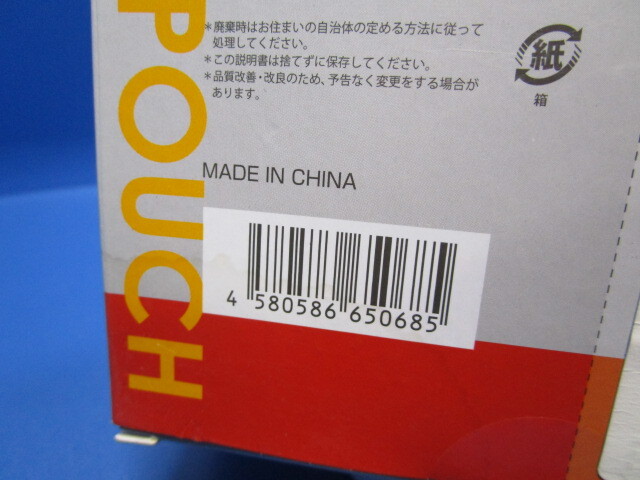 ＊廃棄時はお住まいの自治体の定める方法に従って
処理してください。
＊この説明書は捨てずに保存してください。
＊品質改善・改良のため、予告なく変更をする場合が
あります。
紙
箱
POUCH
MADE IN CHINA
4 580586 650685